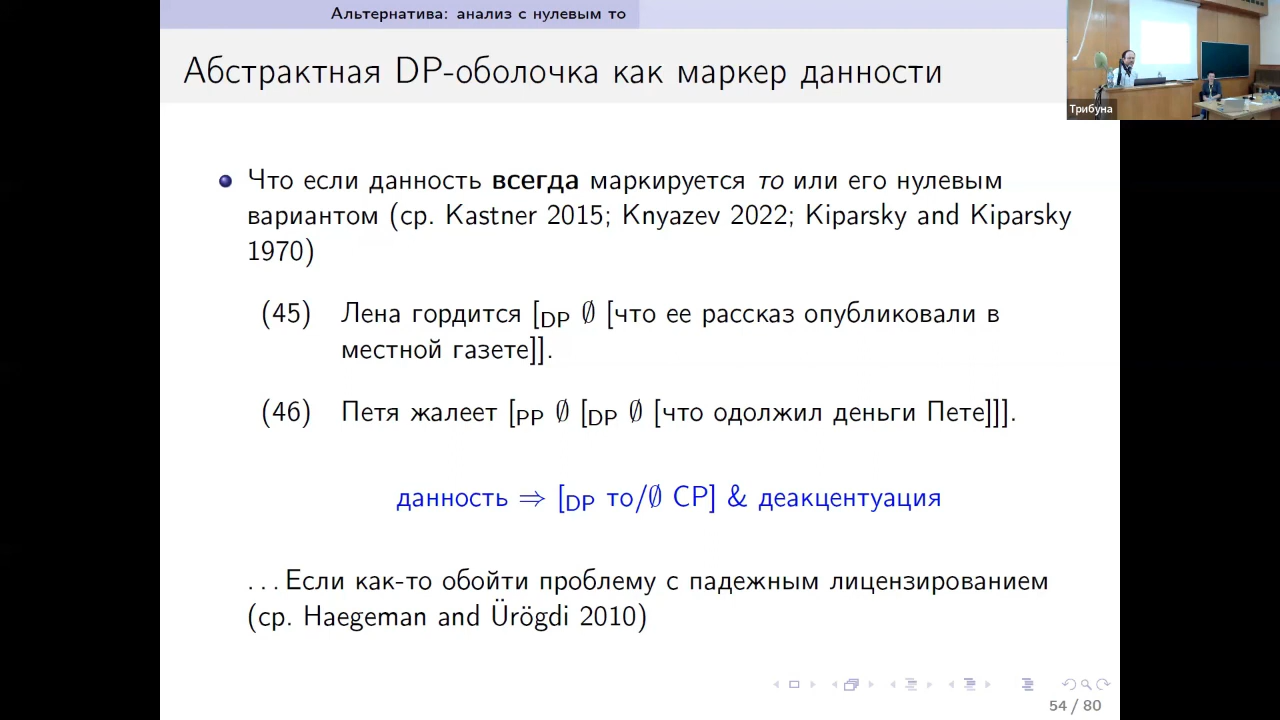 Альтернатива: анализ с нулевым то
Абстрактная DP-оболочка как маркер данности
Трибуна
Что если данность всегда маркируется то или его нулевым
вариантом (ср. Kastner 2015; Knyazev 2022; Kiparsky and Kiparsky
1970)
(45) Лена гордится [DP ∅ [что ее рассказ опубликовали в
местной газете]].
(46) Петя жалеет [PP ∅ [DP ∅ [что одолжил деньги Пете]]].
данность ⇒ [DP то/∅ CP] & деакцентуация
. . . Если как-то обойти проблему с падежным лицензированием
(ср. Haegeman and Ürögdi 2010)
54 / 80